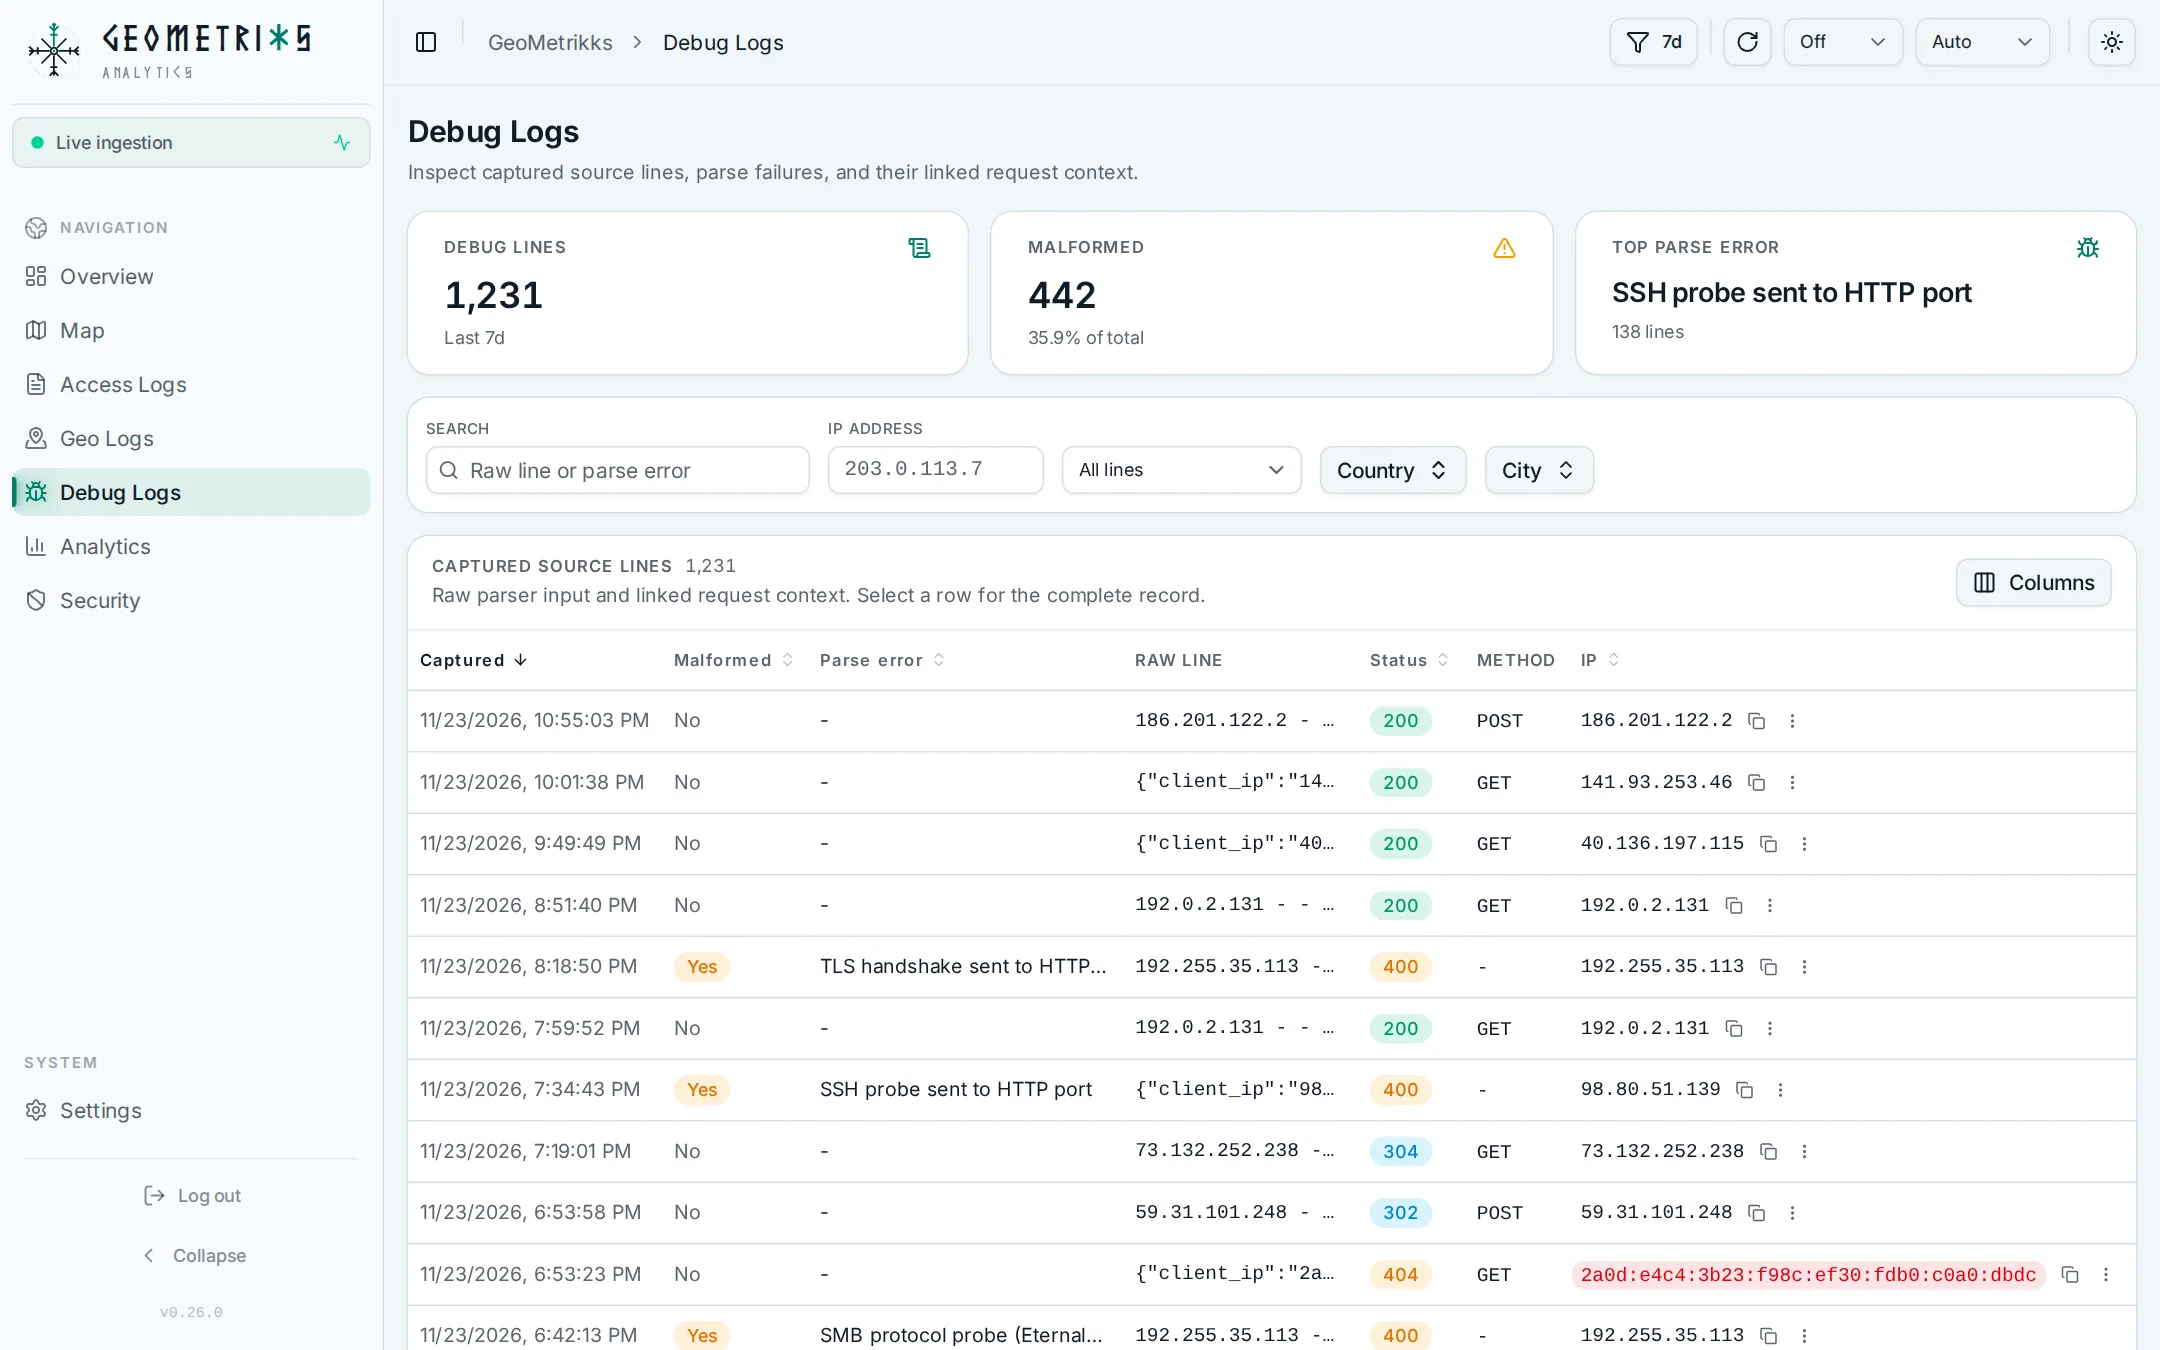 GEOMETRIKS
ANALYTICS
Live ingestion
NAVIGATION
Overview
Map
Access Logs
Geo Logs
Debug Logs
Analytics
Security
SYSTEM
Settings
Log out
Collapse
v0.26.0
GeoMetrikks > Debug Logs
7d
Off
Auto
Debug Logs
Inspect captured source lines, parse failures, and their linked request context.
DEBUG LINES
1,231
Last 7d
MALFORMED
442
35.9% of total
TOP PARSE ERROR
SSH probe sent to HTTP port
138 lines
SEARCH
Raw line or parse error
IP ADDRESS
203.0.113.7
All lines
Country
City
CAPTURED SOURCE LINES 1,231
Raw parser input and linked request context. Select a row for the complete record.
Columns
Captured Malformed Parse error RAW LINE Status METHOD IP
11/23/2026, 10:55:03 PM No - 186.201.122.2 - … 200 POST 186.201.122.2
11/23/2026, 10:01:38 PM No - {"client_ip":"14… 200 GET 141.93.253.46
11/23/2026, 9:49:49 PM No - {"client_ip":"40… 200 GET 40.136.197.115
11/23/2026, 8:51:40 PM No - 192.0.2.131 - - … 200 GET 192.0.2.131
11/23/2026, 8:18:50 PM Yes TLS handshake sent to HTTP… 192.255.35.113 -… 400 - 192.255.35.113
11/23/2026, 7:59:52 PM No - 192.0.2.131 - - … 200 GET 192.0.2.131
11/23/2026, 7:34:43 PM Yes SSH probe sent to HTTP port {"client_ip":"98… 400 - 98.80.51.139
11/23/2026, 7:19:01 PM No - 73.132.252.238 -… 304 GET 73.132.252.238
11/23/2026, 6:53:58 PM No - 59.31.101.248 - … 302 POST 59.31.101.248
11/23/2026, 6:53:23 PM No - {"client_ip":"2a… 404 GET 2a0d:e4c4:3b23:f98c:ef30:fdb0:c0a0:dbdc
11/23/2026, 6:42:13 PM Yes SMB protocol probe (Eternal… 192.255.35.113 -… 400 - 192.255.35.113